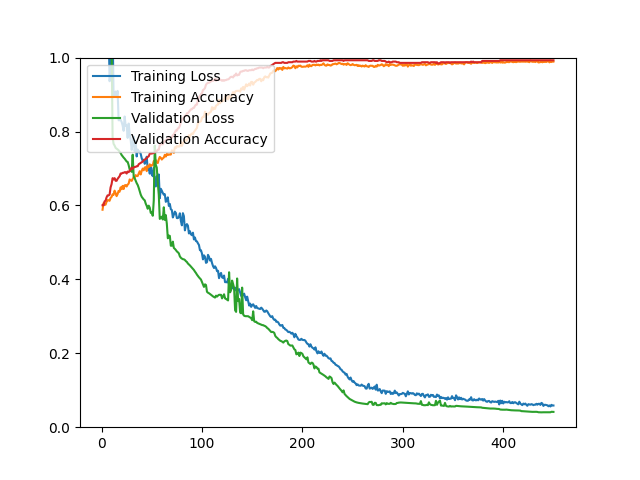 1.0
0.8
0.6
0.4
0.2
0.0
Training Loss
Training Accuracy
Validation Loss
Validation Accuracy
0 100 200 300 400